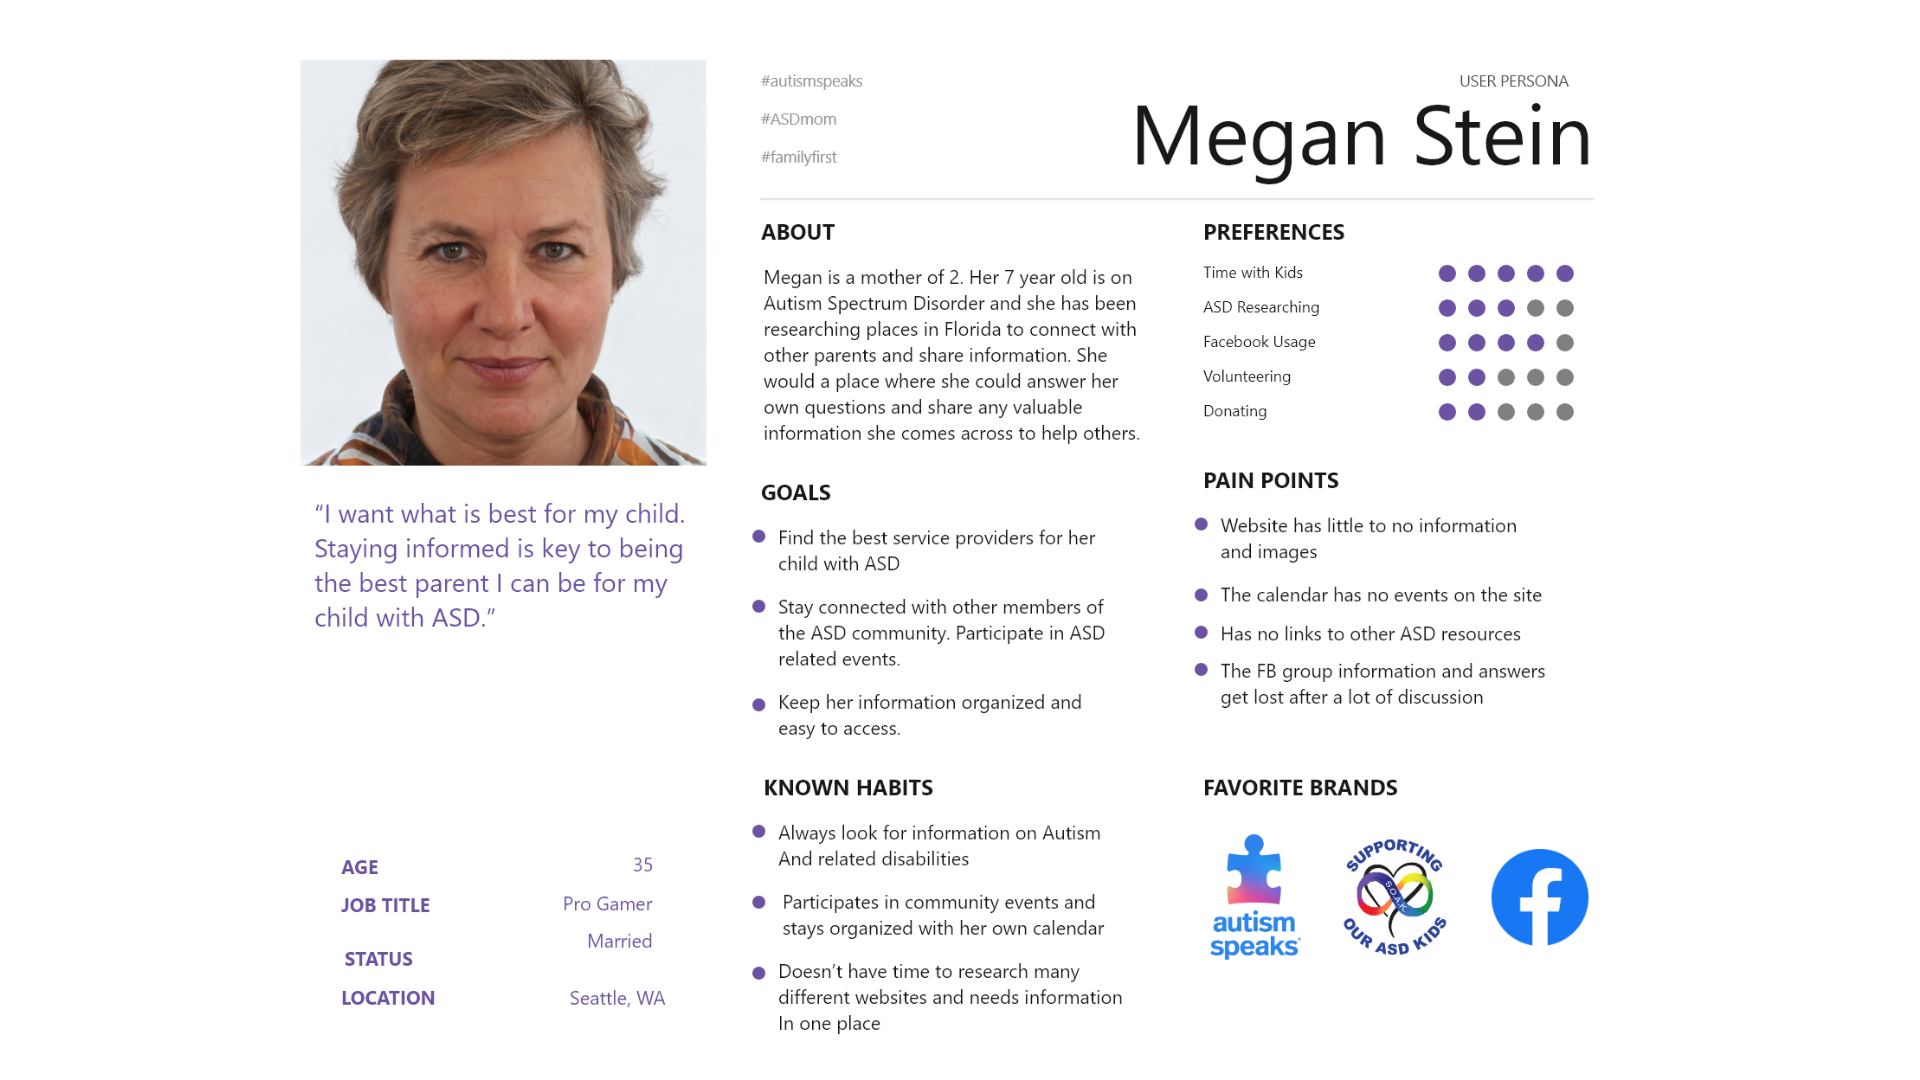 #autismspeaks
#ASDmom
#familyfirst
USER PERSONA
Megan Stein
“I want what is best for my child.
Staying informed is key to being
the best parent I can be for my
child with ASD.”
AGE 35
JOB TITLE Pro Gamer
STATUS Married
LOCATION Seattle, WA
ABOUT
Megan is a mother of 2. Her 7 year old is on
Autism Spectrum Disorder and she has been
researching places in Florida to connect with
other parents and share information. She
would a place where she could answer her
own questions and share any valuable
information she comes across to help others.
GOALS
Find the best service providers for her
child with ASD
Stay connected with other members of
the ASD community. Participate in ASD
related events.
Keep her information organized and
easy to access.
KNOWN HABITS
Always look for information on Autism
And related disabilities
Participates in community events and
stays organized with her own calendar
Doesn’t have time to research many
different websites and needs information
In one place
PREFERENCES
Time with Kids
ASD Researching
Facebook Usage
Volunteering
Donating
PAIN POINTS
Website has little to no information
and images
The calendar has no events on the site
Has no links to other ASD resources
The FB group information and answers
get lost after a lot of discussion
FAVORITE BRANDS
autism
speaks
SUPPORTING
S.O.A.K
OUR ASD KIDS